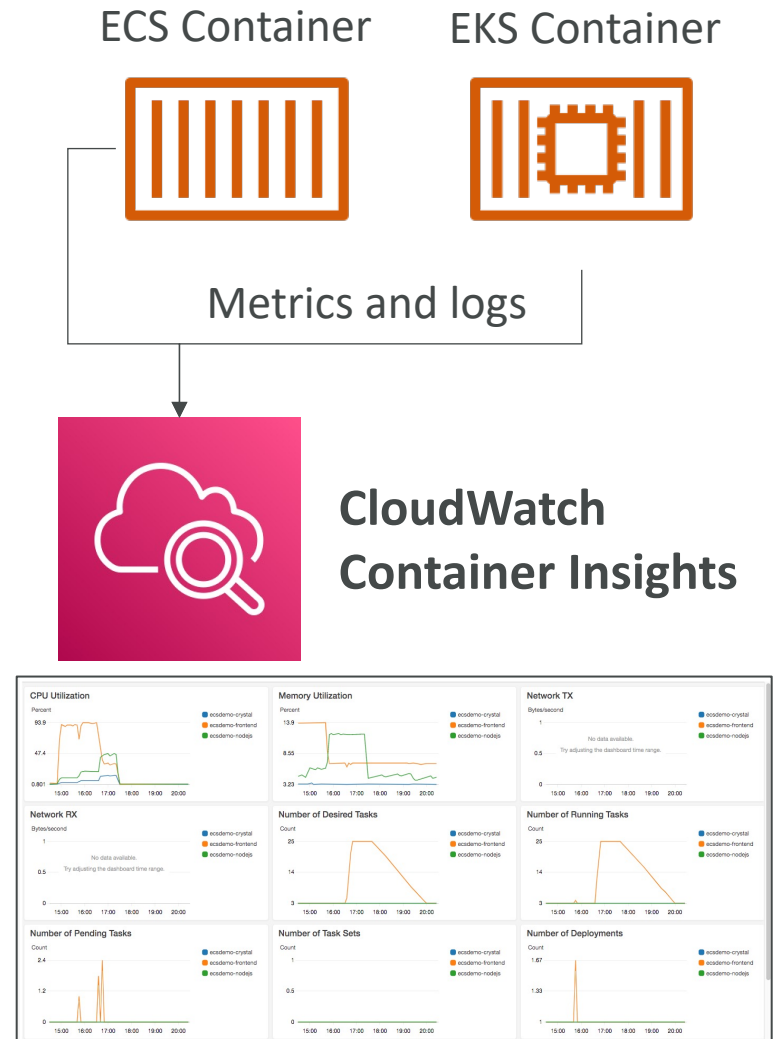 ECS Container
EKS Container
Metrics and logs
CloudWatch
Container Insights
CPU Utilization
Percent
93.9
47.4
0.801
15:00 16:00 17:00 18:00 19:00 20:00
ecsdemo-crystal
ecsdemo-frontend
ecsdemo-nodejs
Memory Utilization
Percent
13.9
8.55
3.23
15:00 16:00 17:00 18:00 19:00 20:00
ecsdemo-crystal
ecsdemo-frontend
ecsdemo-nodejs
Network TX
Bytes/second
1
0.5
0
No data available.
Try adjusting the dashboard time range.
15:00 16:00 17:00 18:00 19:00 20:00
ecsdemo-crystal
ecsdemo-frontend
ecsdemo-nodejs
Network RX
Bytes/second
1
0.5
0
No data available.
Try adjusting the dashboard time range.
15:00 16:00 17:00 18:00 19:00 20:00
ecsdemo-crystal
ecsdemo-frontend
ecsdemo-nodejs
Number of Desired Tasks
Count
25
14
3
15:00 16:00 17:00 18:00 19:00 20:00
ecsdemo-crystal
ecsdemo-frontend
ecsdemo-nodejs
Number of Running Tasks
Count
25
14
3
15:00 16:00 17:00 18:00 19:00 20:00
ecsdemo-crystal
ecsdemo-frontend
ecsdemo-nodejs
Number of Pending Tasks
Count
2.4
1.2
0
15:00 16:00 17:00 18:00 19:00 20:00
ecsdemo-crystal
ecsdemo-frontend
ecsdemo-nodejs
Number of Task Sets
Count
1
0.5
0
15:00 16:00 17:00 18:00 19:00 20:00
ecsdemo-crystal
ecsdemo-frontend
ecsdemo-nodejs
Number of Deployments
Count
1.67
1.33
1
15:00 16:00 17:00 18:00 19:00 20:00
ecsdemo-crystal
ecsdemo-frontend
ecsdemo-nodejs